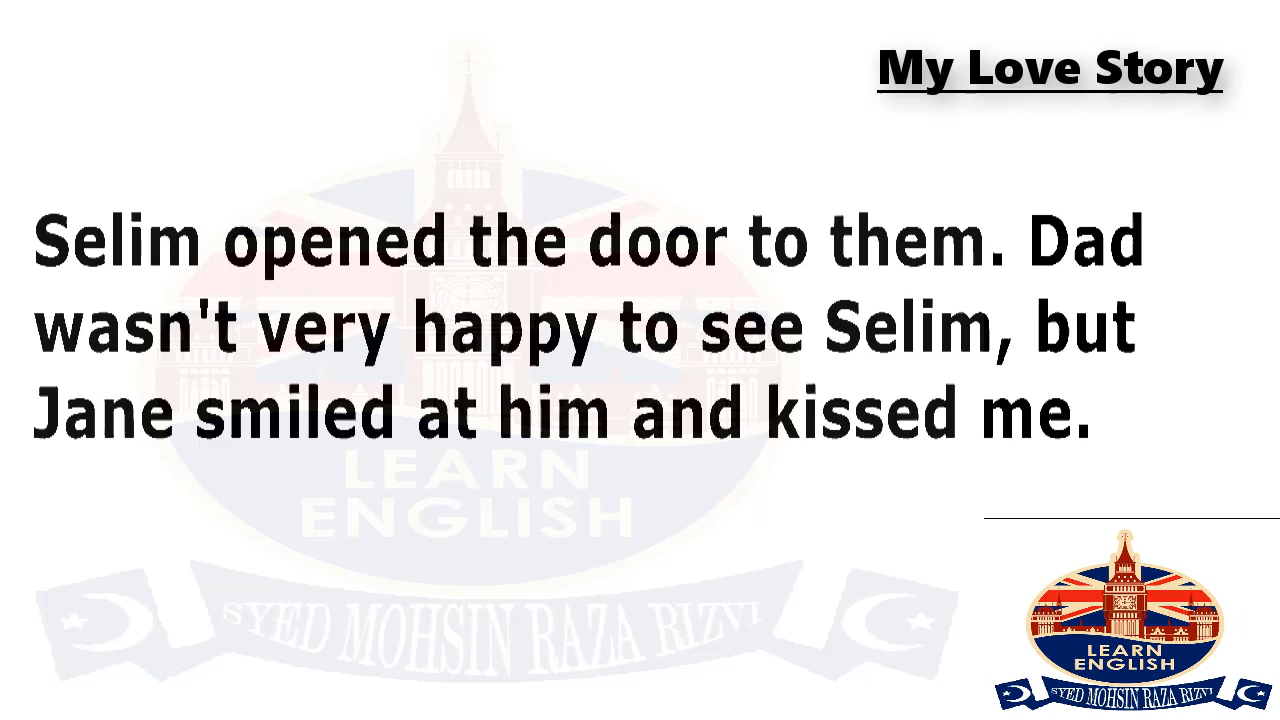 My Love Story
Selim opened the door to them. Dad
wasn't very happy to see Selim, but
Jane smiled at him and kissed me.
LEARN
ENGLISH
SYED MOHSIN RAZA RIZVI
LEARN
ENGLISH
SYED MOHSIN RAZA RIZVI